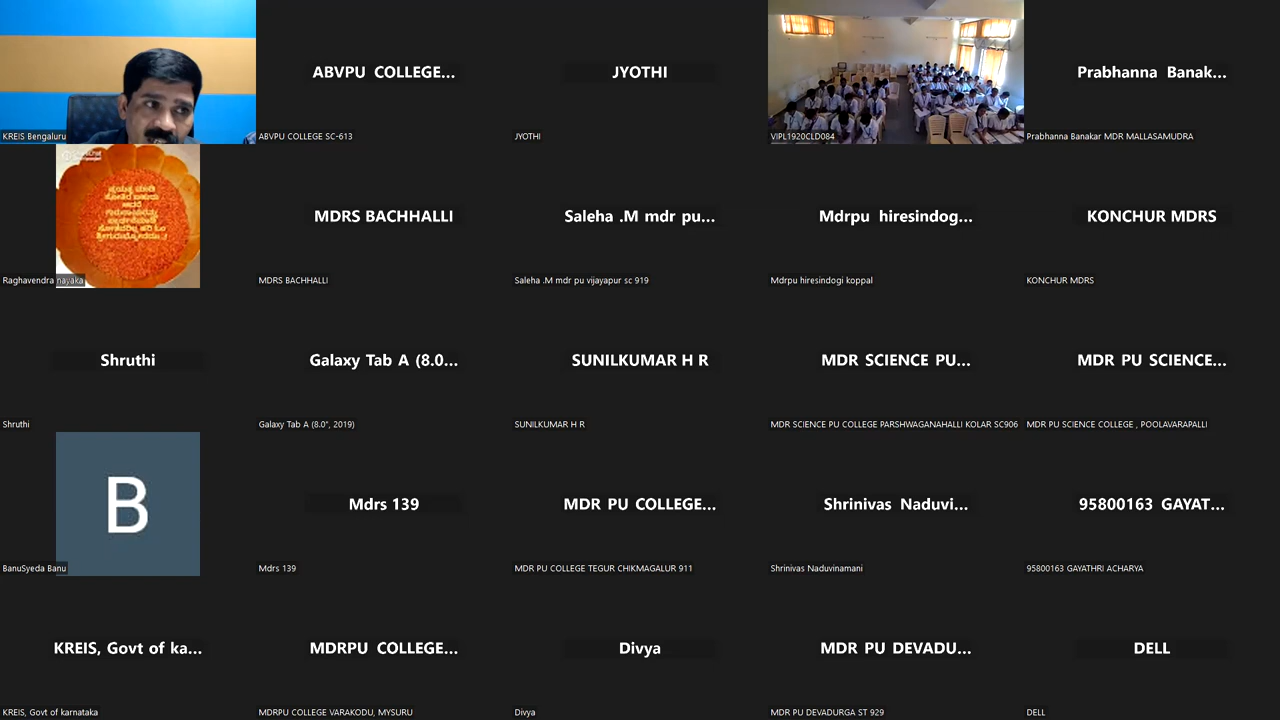 KREIS Bengaluru
ABVPU COLLEGE...
ABVPU COLLEGE SC-613
JYOTHI
JYOTHI
VIPL1920CLD084
Prabhanna Banak...
Prabhanna Banakar MDR MALLASAMUDRA
Raghavendra nayaka
MDRS BACHHALLI
MDRS BACHHALLI
Saleha .M mdr pu...
Saleha .M mdr pu vijayapur sc 919
Mdrpu hiresindog...
Mdrpu hiresindogi koppal
KONCHUR MDRS
KONCHUR MDRS
Shruthi
Shruthi
Galaxy Tab A (8.0...
Galaxy Tab A (8.0", 2019)
SUNILKUMAR H R
SUNILKUMAR H R
MDR SCIENCE PU...
MDR SCIENCE PU COLLEGE PARSHWAGANAHALLI KOLAR SC906
MDR PU SCIENCE...
MDR PU SCIENCE COLLEGE , POOLAVARAPALLI
B
BanuSyeda Banu
Mdrs 139
Mdrs 139
MDR PU COLLEGE...
MDR PU COLLEGE TEGUR CHIKMAGALUR 911
Shrinivas Naduvi...
Shrinivas Naduvinamani
95800163 GAYAT...
95800163 GAYATHRI ACHARYA
KREIS, Govt of ka...
KREIS, Govt of karnataka
MDRPU COLLEGE...
MDRPU COLLEGE VARAKODU, MYSURU
Divya
Divya
MDR PU DEVADU...
MDR PU DEVADURGA ST 929
DELL
DELL